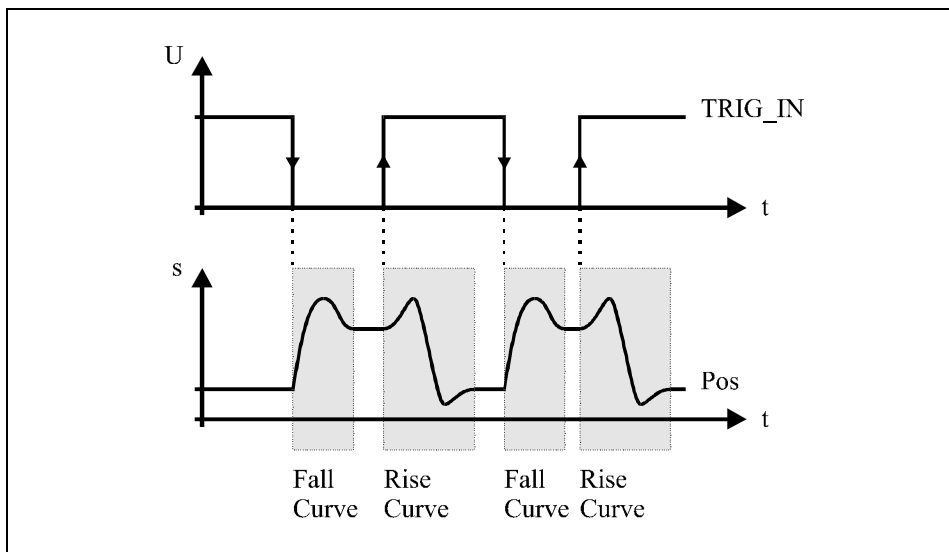 U
TRIG_IN
t
s
Pos
t
Fall Curve
Rise Curve
Fall Curve
Rise Curve